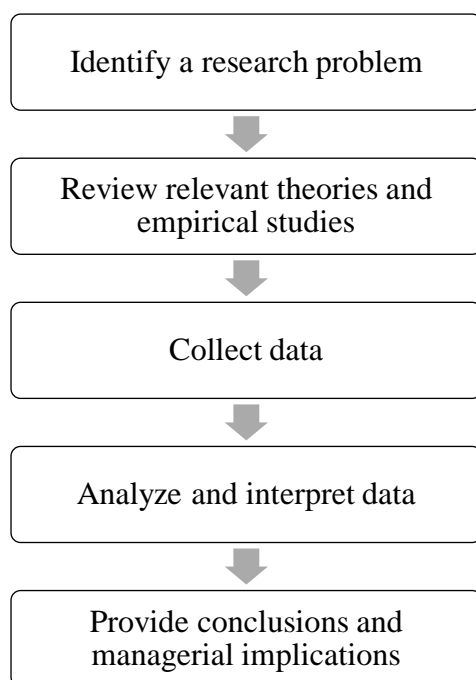 Identify a research problem
Review relevant theories and
empirical studies
Collect data
Analyze and interpret data
Provide conclusions and
managerial implications